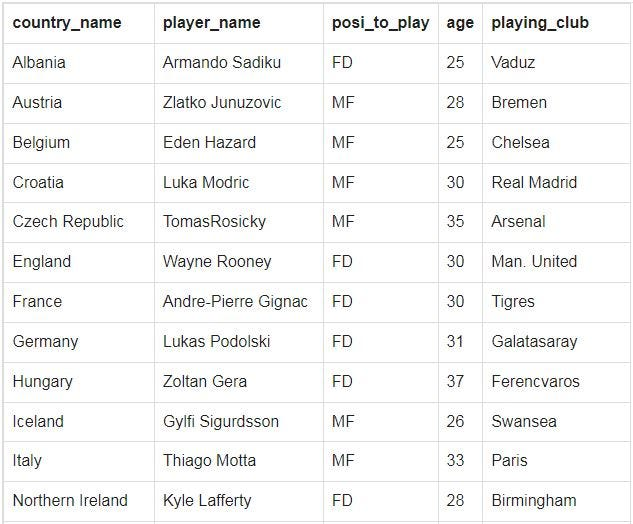 country_name player_name posi_to_play age playing_club
Albania Armando Sadiku FD 25 Vaduz
Austria Zlatko Junuzovic MF 28 Bremen
Belgium Eden Hazard MF 25 Chelsea
Croatia Luka Modric MF 30 Real Madrid
Czech Republic TomasRosicky MF 35 Arsenal
England Wayne Rooney FD 30 Man. United
France Andre-Pierre Gignac FD 30 Tigres
Germany Lukas Podolski FD 31 Galatasaray
Hungary Zoltan Gera FD 37 Ferencvaros
Iceland Gylfi Sigurdsson MF 26 Swansea
Italy Thiago Motta MF 33 Paris
Northern Ireland Kyle Lafferty FD 28 Birmingham